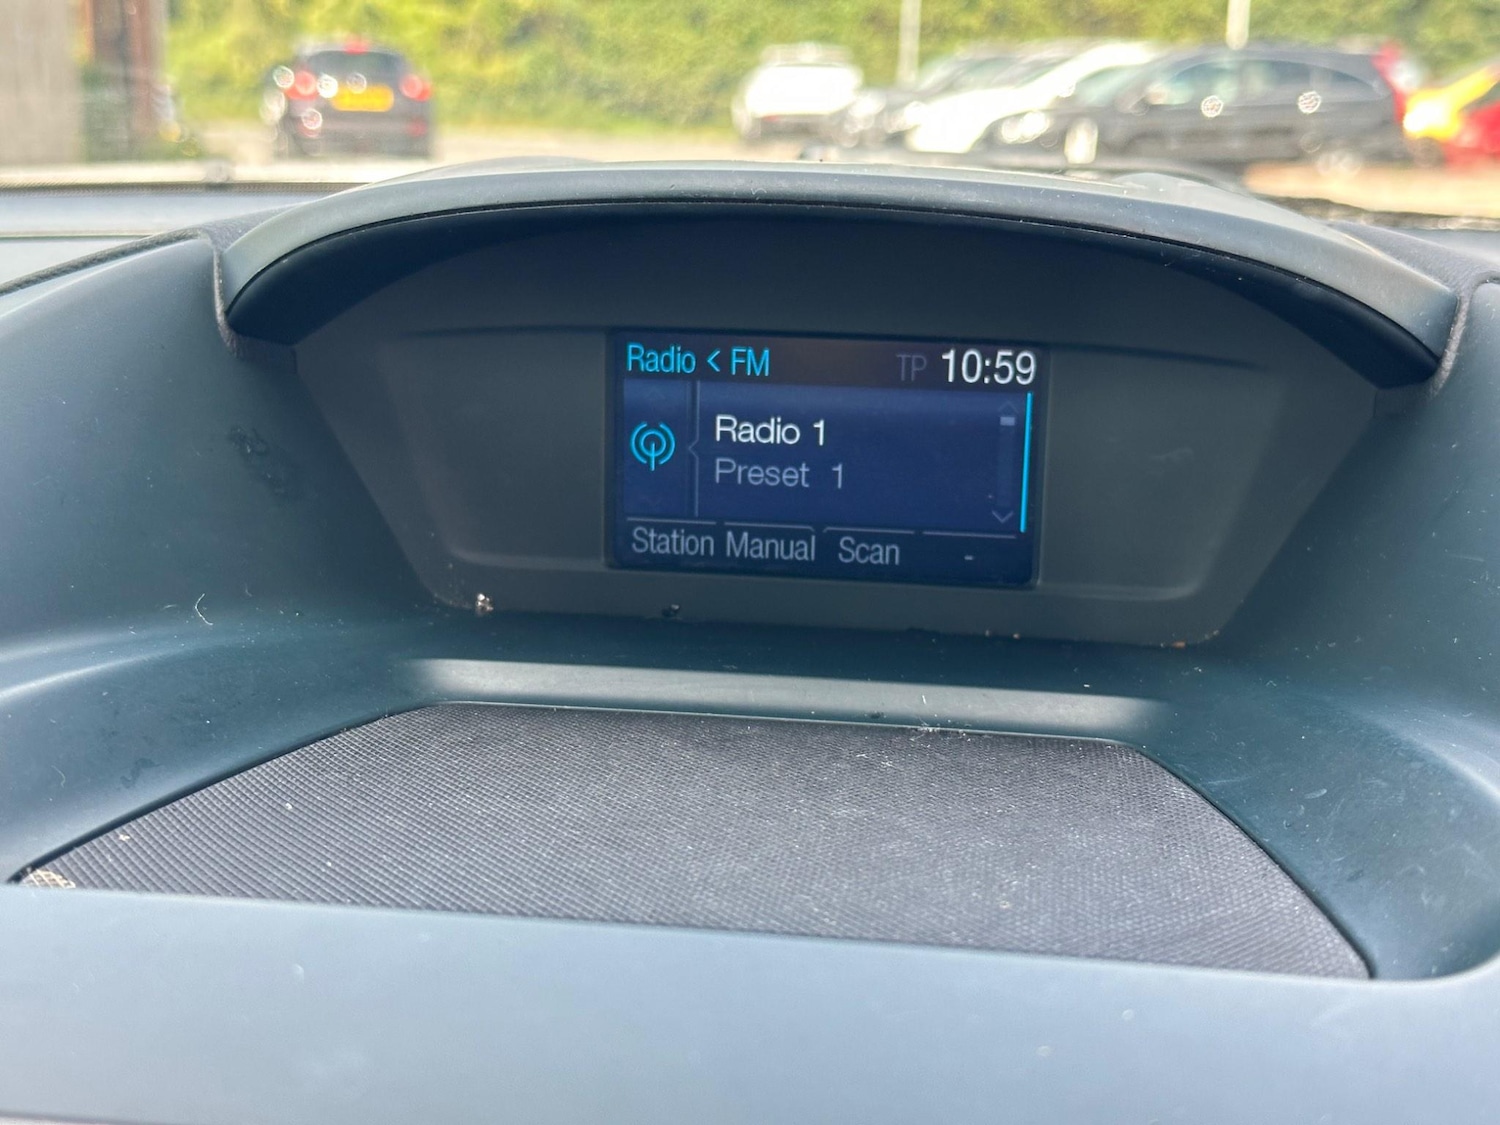 Radio < FM TP 10:59
Radio 1
Preset 1
Station Manual Scan -